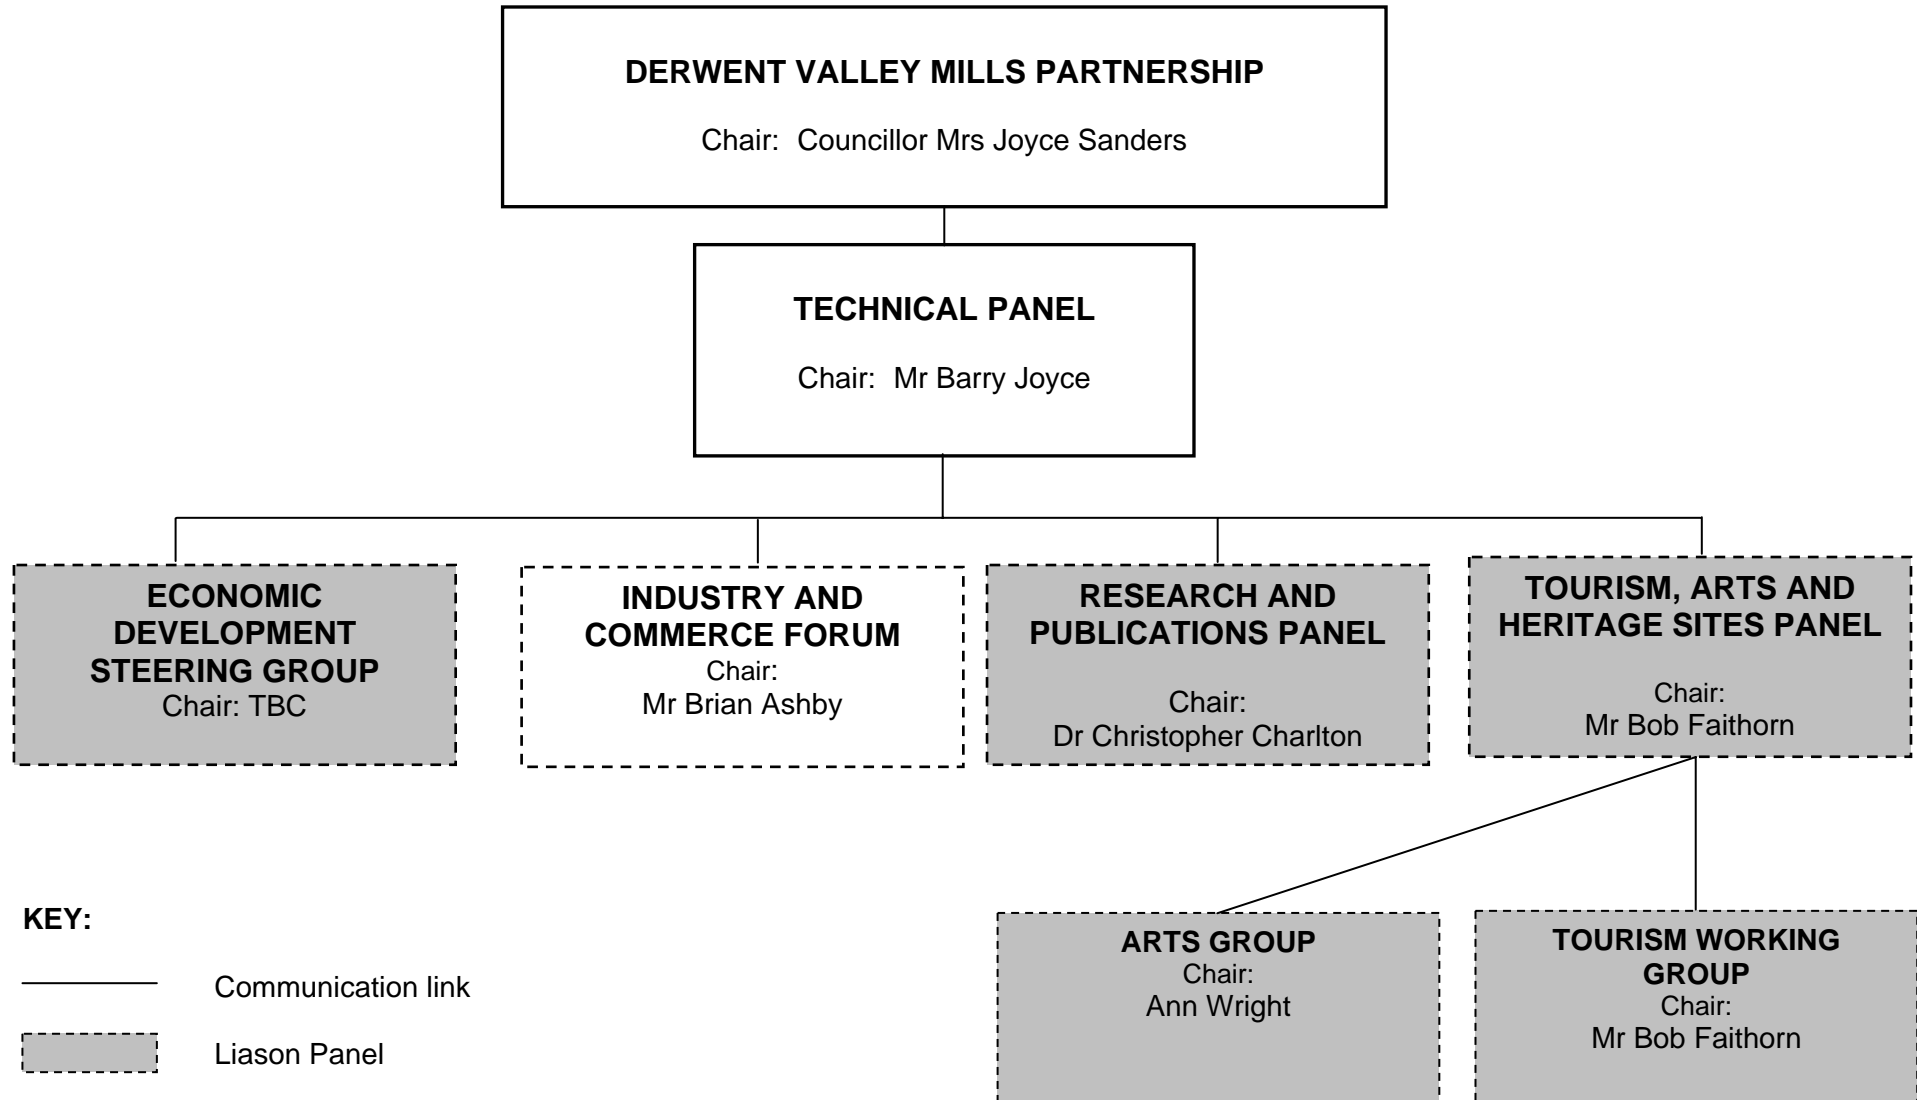 DERWENT VALLEY MILLS PARTNERSHIP
Chair: Councillor Mrs Joyce Sanders
TECHNICAL PANEL
Chair: Mr Barry Joyce
ECONOMIC
DEVELOPMENT
STEERING GROUP
Chair: TBC
INDUSTRY AND
COMMERCE FORUM
Chair:
Mr Brian Ashby
RESEARCH AND
PUBLICATIONS PANEL
Chair:
Dr Christopher Charlton
TOURISM, ARTS AND
HERITAGE SITES PANEL
Chair:
Mr Bob Faithorn
ARTS GROUP
Chair:
Ann Wright
TOURISM WORKING
GROUP
Chair:
Mr Bob Faithorn
KEY:
Communication link
Liason Panel